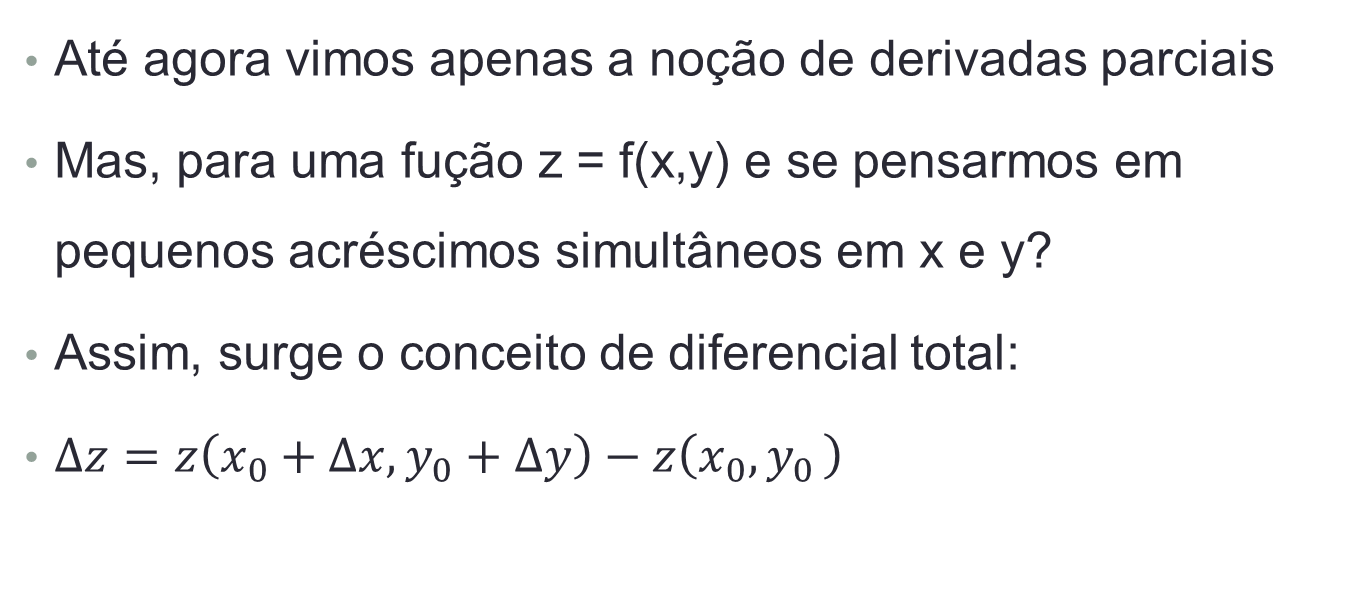 • Até agora vimos apenas a noção de derivadas parciais
• Mas, para uma fução z = f(x,y) e se pensarmos em
pequenos acréscimos simultâneos em x e y?
• Assim, surge o conceito de diferencial total:
• Δ𝑧 = 𝑧(𝑥₀ + Δ𝑥, 𝑦₀ + Δ𝑦) − 𝑧(𝑥₀, 𝑦₀ )